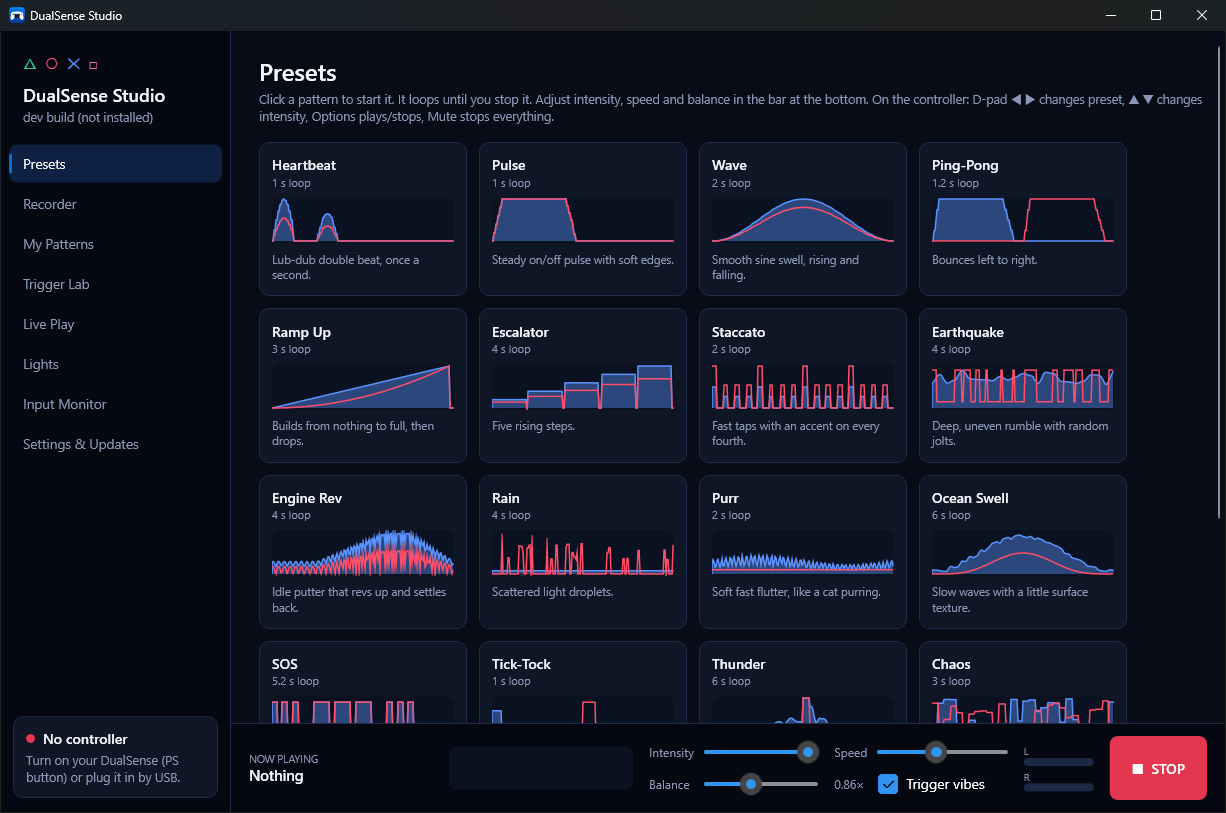 DualSense Studio
DualSense Studio
dev build (not installed)
Presets
Recorder
My Patterns
Trigger Lab
Live Play
Lights
Input Monitor
Settings & Updates
No controller
Turn on your DualSense (PS
button) or plug it in by USB.
Presets
Click a pattern to start it. It loops until you stop it. Adjust intensity, speed and balance in the bar at the bottom. On the controller: D-pad ◀ ▶ changes preset, ▲ ▼ changes
intensity, Options plays/stops, Mute stops everything.
Heartbeat
1 s loop
Lub-dub double beat, once a
second.
Pulse
1 s loop
Steady on/off pulse with soft edges.
Wave
2 s loop
Smooth sine swell, rising and
falling.
Ping-Pong
1.2 s loop
Bounces left to right.
Ramp Up
3 s loop
Builds from nothing to full, then
drops.
Escalator
4 s loop
Five rising steps.
Staccato
2 s loop
Fast taps with an accent on every
fourth.
Earthquake
4 s loop
Deep, uneven rumble with random
jolts.
Engine Rev
4 s loop
Idle putter that revs up and settles
back.
Rain
4 s loop
Scattered light droplets.
Purr
2 s loop
Soft fast flutter, like a cat purring.
Ocean Swell
6 s loop
Slow waves with a little surface
texture.
SOS
5.2 s loop
Tick-Tock
1 s loop
Thunder
6 s loop
Chaos
3 s loop
NOW PLAYING
Nothing
Intensity
Balance
Speed
0.86×
Trigger vibes
L
R
STOP